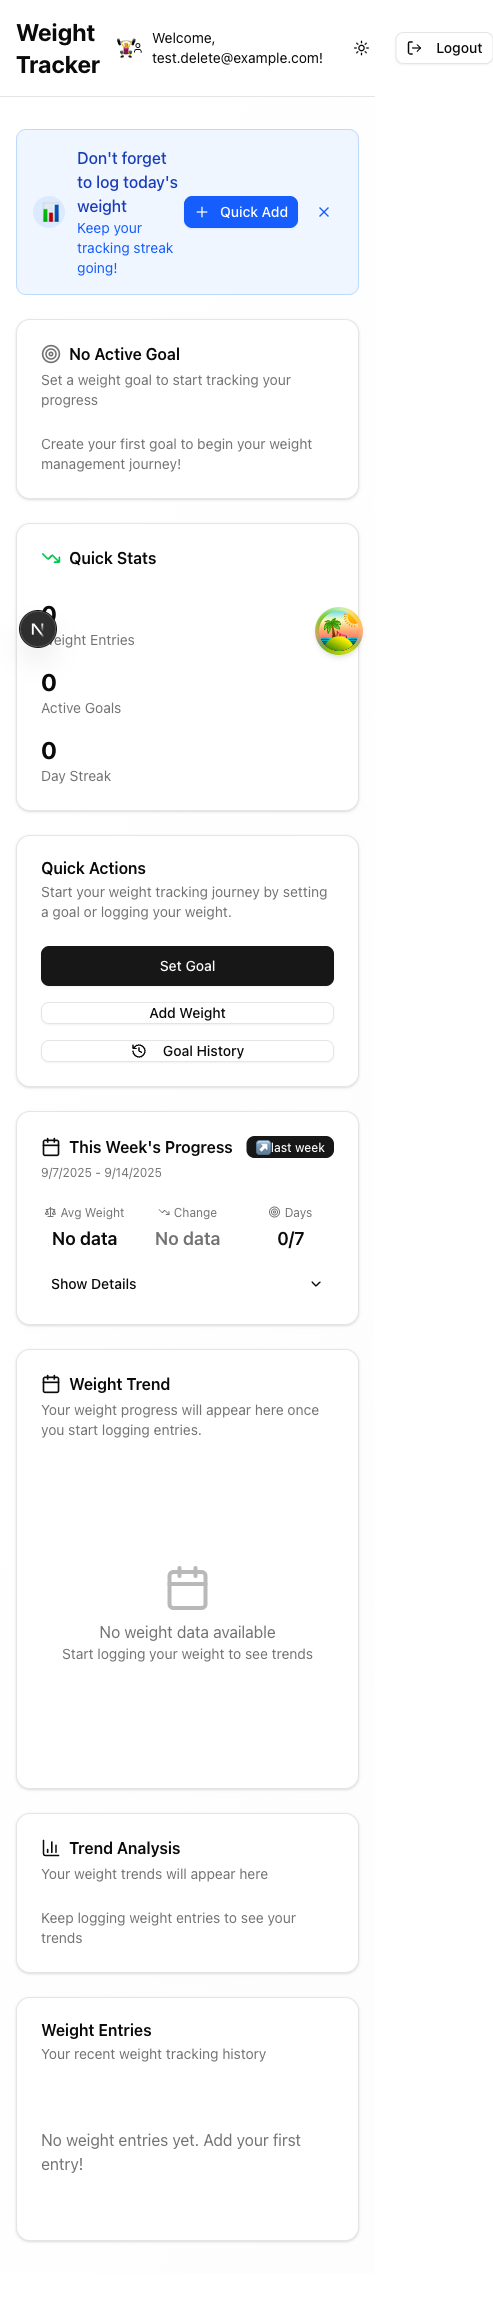 Weight
Tracker
Welcome,
test.delete@example.com!
Logout
Don't forget
to log today's
weight
Keep your
tracking streak
going!
Quick Add
No Active Goal
Set a weight goal to start tracking your
progress
Create your first goal to begin your weight
management journey!
Quick Stats
0
N
Weight Entries
0
Active Goals
0
Day Streak
Quick Actions
Start your weight tracking journey by setting
a goal or logging your weight.
Set Goal
Add Weight
Goal History
This Week's Progress
last week
9/7/2025 - 9/14/2025
Avg Weight
Change
Days
No data
No data
0/7
Show Details
Weight Trend
Your weight progress will appear here once
you start logging entries.
No weight data available
Start logging your weight to see trends
Trend Analysis
Your weight trends will appear here
Keep logging weight entries to see your
trends
Weight Entries
Your recent weight tracking history
No weight entries yet. Add your first
entry!